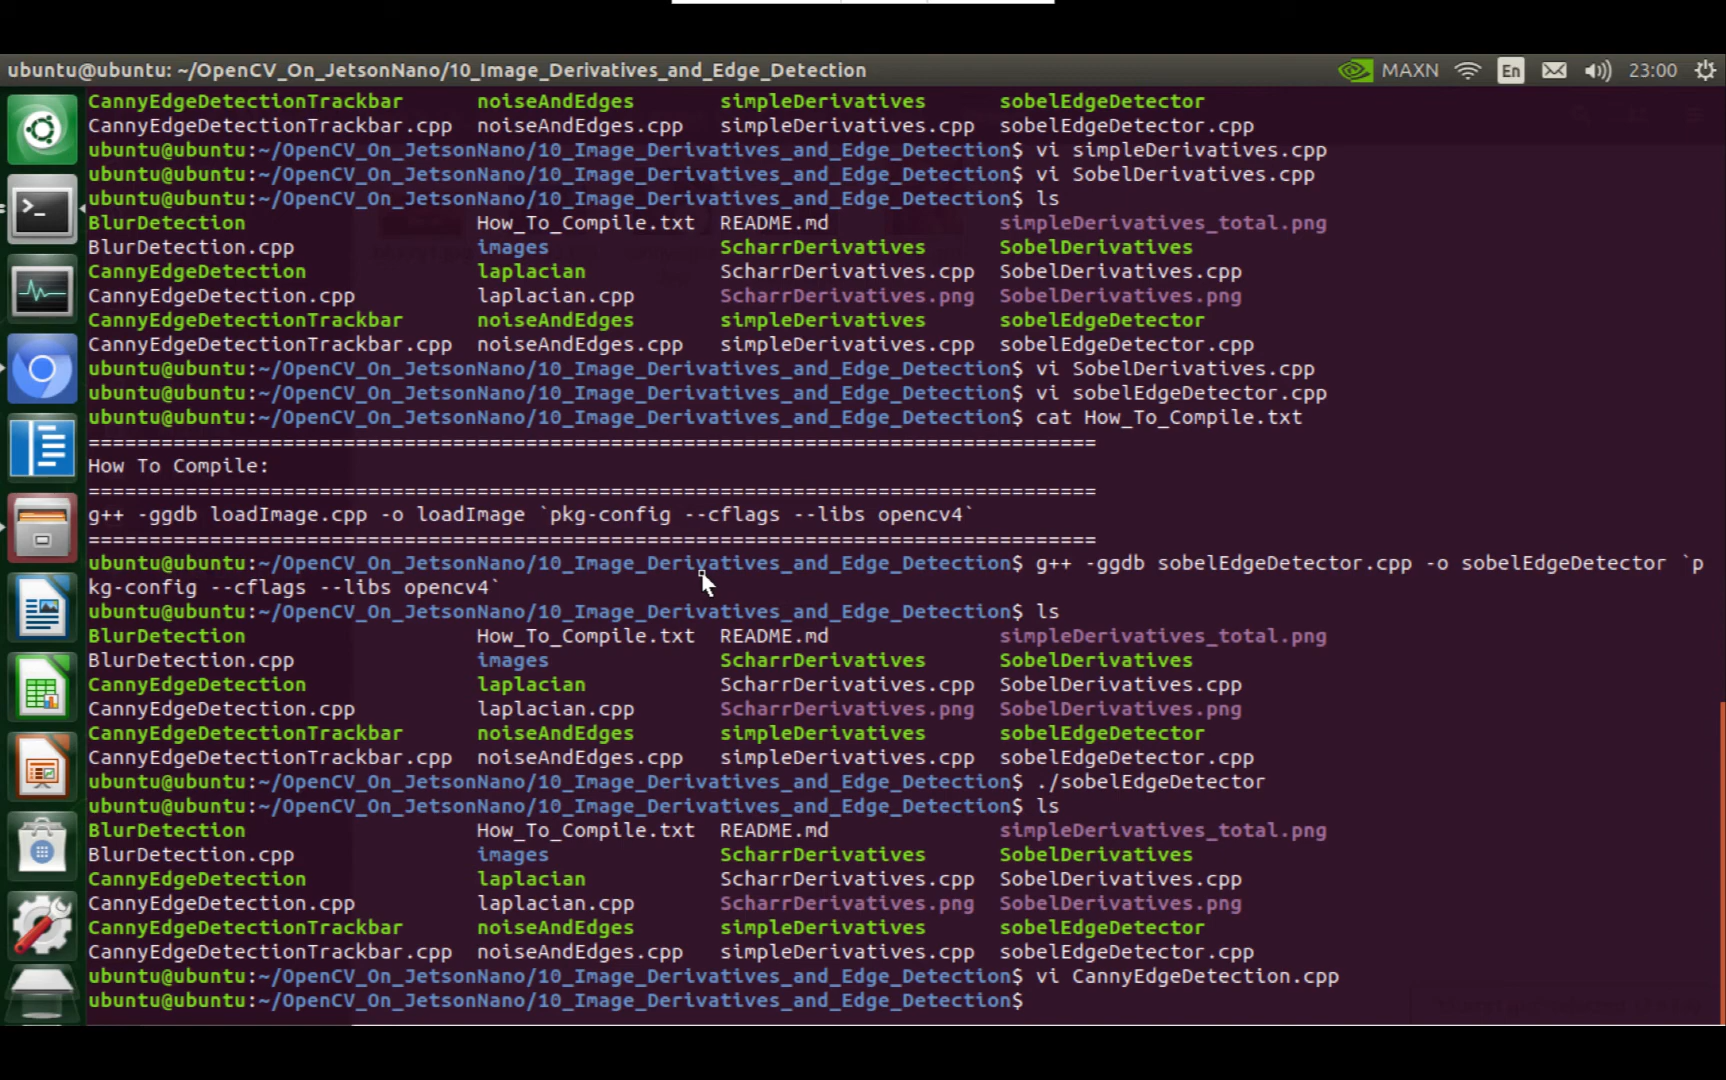 ubuntu@ubuntu: ~/OpenCV_On_JetsonNano/10_Image_Derivatives_and_Edge_Detection MAXN En 23:00
CannyEdgeDetectionTrackbar noiseAndEdges simpleDerivatives sobelEdgeDetector
CannyEdgeDetectionTrackbar.cpp noiseAndEdges.cpp simpleDerivatives.cpp sobelEdgeDetector.cpp
ubuntu@ubuntu:~/OpenCV_On_JetsonNano/10_Image_Derivatives_and_Edge_Detection$ vi simpleDerivatives.cpp
ubuntu@ubuntu:~/OpenCV_On_JetsonNano/10_Image_Derivatives_and_Edge_Detection$ vi SobelDerivatives.cpp
ubuntu@ubuntu:~/OpenCV_On_JetsonNano/10_Image_Derivatives_and_Edge_Detection$ ls
BlurDetection How_To_Compile.txt README.md simpleDerivatives_total.png
BlurDetection.cpp images ScharrDerivatives SobelDerivatives
CannyEdgeDetection laplacian ScharrDerivatives.cpp SobelDerivatives.cpp
CannyEdgeDetection.cpp laplacian.cpp ScharrDerivatives.png SobelDerivatives.png
CannyEdgeDetectionTrackbar noiseAndEdges simpleDerivatives sobelEdgeDetector
CannyEdgeDetectionTrackbar.cpp noiseAndEdges.cpp simpleDerivatives.cpp sobelEdgeDetector.cpp
ubuntu@ubuntu:~/OpenCV_On_JetsonNano/10_Image_Derivatives_and_Edge_Detection$ vi SobelDerivatives.cpp
ubuntu@ubuntu:~/OpenCV_On_JetsonNano/10_Image_Derivatives_and_Edge_Detection$ vi sobelEdgeDetector.cpp
ubuntu@ubuntu:~/OpenCV_On_JetsonNano/10_Image_Derivatives_and_Edge_Detection$ cat How_To_Compile.txt
===================================================================================
How To Compile:
===================================================================================
g++ -ggdb loadImage.cpp -o loadImage `pkg-config --cflags --libs opencv4`
===================================================================================
ubuntu@ubuntu:~/OpenCV_On_JetsonNano/10_Image_Derivatives_and_Edge_Detection$ g++ -ggdb sobelEdgeDetector.cpp -o sobelEdgeDetector `p
kg-config --cflags --libs opencv4`
ubuntu@ubuntu:~/OpenCV_On_JetsonNano/10_Image_Derivatives_and_Edge_Detection$ ls
BlurDetection How_To_Compile.txt README.md simpleDerivatives_total.png
BlurDetection.cpp images ScharrDerivatives SobelDerivatives
CannyEdgeDetection laplacian ScharrDerivatives.cpp SobelDerivatives.cpp
CannyEdgeDetection.cpp laplacian.cpp ScharrDerivatives.png SobelDerivatives.png
CannyEdgeDetectionTrackbar noiseAndEdges simpleDerivatives sobelEdgeDetector
CannyEdgeDetectionTrackbar.cpp noiseAndEdges.cpp simpleDerivatives.cpp sobelEdgeDetector.cpp
ubuntu@ubuntu:~/OpenCV_On_JetsonNano/10_Image_Derivatives_and_Edge_Detection$ ./sobelEdgeDetector
ubuntu@ubuntu:~/OpenCV_On_JetsonNano/10_Image_Derivatives_and_Edge_Detection$ ls
BlurDetection How_To_Compile.txt README.md simpleDerivatives_total.png
BlurDetection.cpp images ScharrDerivatives SobelDerivatives
CannyEdgeDetection laplacian ScharrDerivatives.cpp SobelDerivatives.cpp
CannyEdgeDetection.cpp laplacian.cpp ScharrDerivatives.png SobelDerivatives.png
CannyEdgeDetectionTrackbar noiseAndEdges simpleDerivatives sobelEdgeDetector
CannyEdgeDetectionTrackbar.cpp noiseAndEdges.cpp simpleDerivatives.cpp sobelEdgeDetector.cpp
ubuntu@ubuntu:~/OpenCV_On_JetsonNano/10_Image_Derivatives_and_Edge_Detection$ vi CannyEdgeDetection.cpp
ubuntu@ubuntu:~/OpenCV_On_JetsonNano/10_Image_Derivatives_and_Edge_Detection$